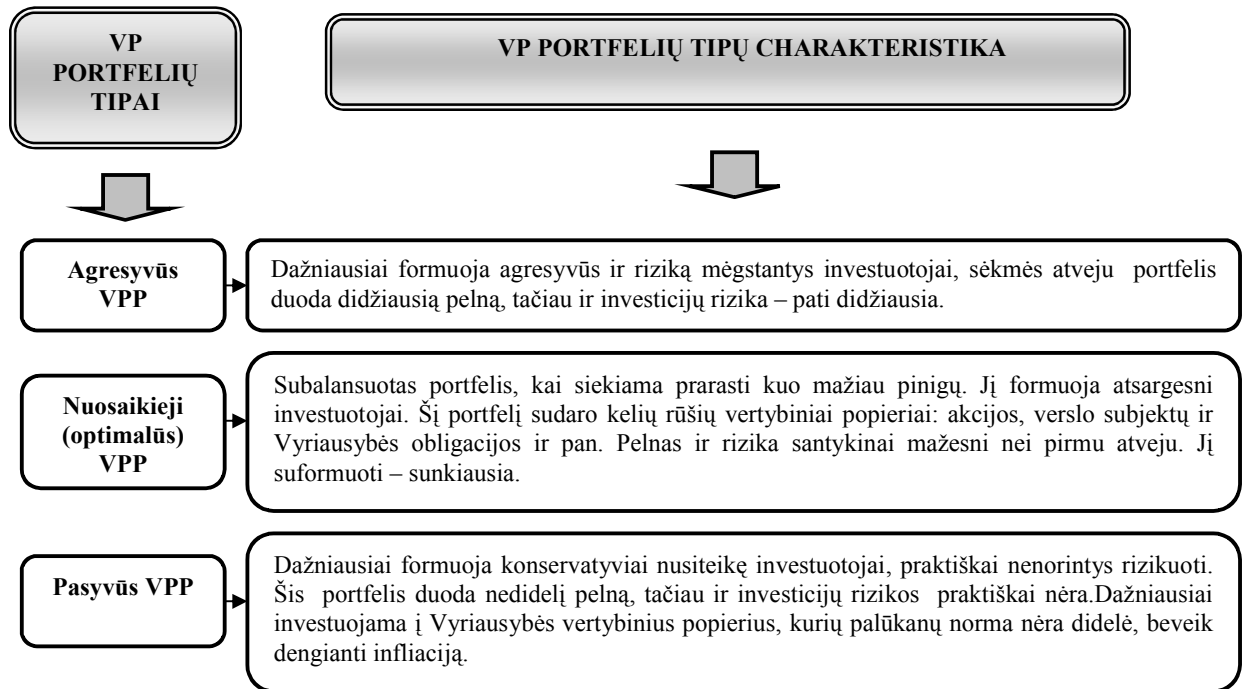 VP
PORTFELIŲ
TIPAI
VP PORTFELIŲ TIPŲ CHARAKTERISTIKA
Agresyvūs
VPP
Dažniausiai formuoja agresyvūs ir riziką mėgstantys investuotojai, sėkmės atveju portfelis
duoda didžiausią pelną, tačiau ir investicijų rizika – pati didžiausia.
Nuosaikieji
(optimalūs)
VPP
Subalansuotas portfelis, kai siekiama prarasti kuo mažiau pinigų. Jį formuoja atsargesni
investuotojai. Šį portfelį sudaro kelių rūšių vertybiniai popieriai: akcijos, verslo subjektų ir
Vyriausybės obligacijos ir pan. Pelnas ir rizika santykinai mažesni nei pirmu atveju. Jį
suformuoti – sunkiausia.
Pasyvūs VPP
Dažniausiai formuoja konservatyviai nusiteikę investuotojai, praktiškai nenorintys rizikuoti.
Šis portfelis duoda nedidelį pelną, tačiau ir investicijų rizikos praktiškai nėra.Dažniausiai
investuojama į Vyriausybės vertybinius popierius, kurių palūkanų norma nėra didelė, beveik
dengianti infliaciją.